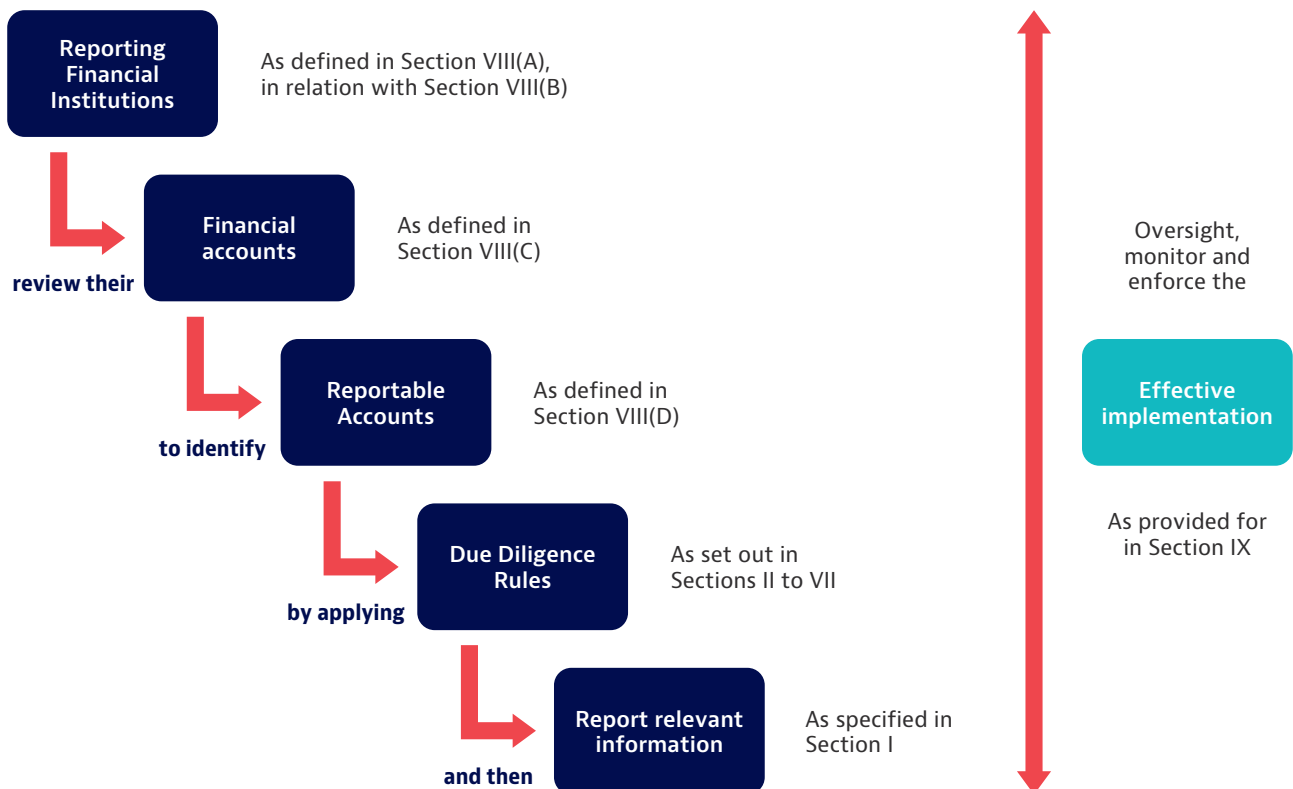 Reporting
Financial
Institutions
As defined in Section VIII(A),
in relation with Section VIII(B)
review their
Financial
accounts
As defined in
Section VIII(C)
to identify
Reportable
Accounts
As defined in
Section VIII(D)
by applying
Due Diligence
Rules
As set out in
Sections II to VII
and then
Report relevant
information
As specified in
Section I
Oversight,
monitor and
enforce the
Effective
implementation
As provided for
in Section IX